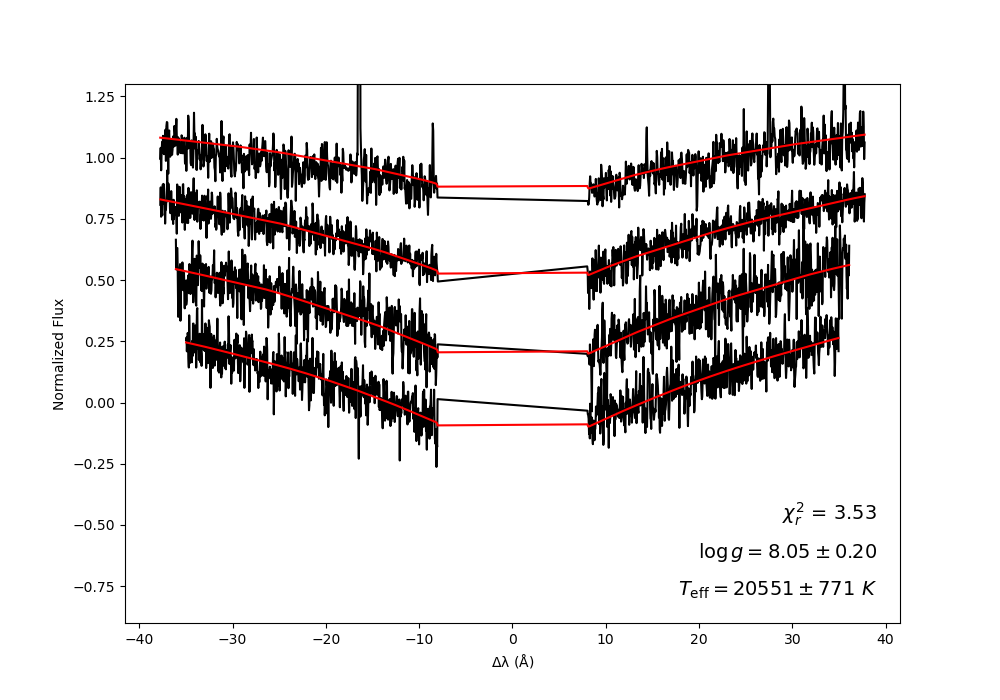 1.25
1.00
0.75
0.50
0.25
0.00
−0.25
−0.50
−0.75
Normalized Flux
χ²ᵣ = 3.53
log g = 8.05 ± 0.20
T_eff = 20551 ± 771 K
−40 −30 −20 −10 0 10 20 30 40
Δλ (Å)